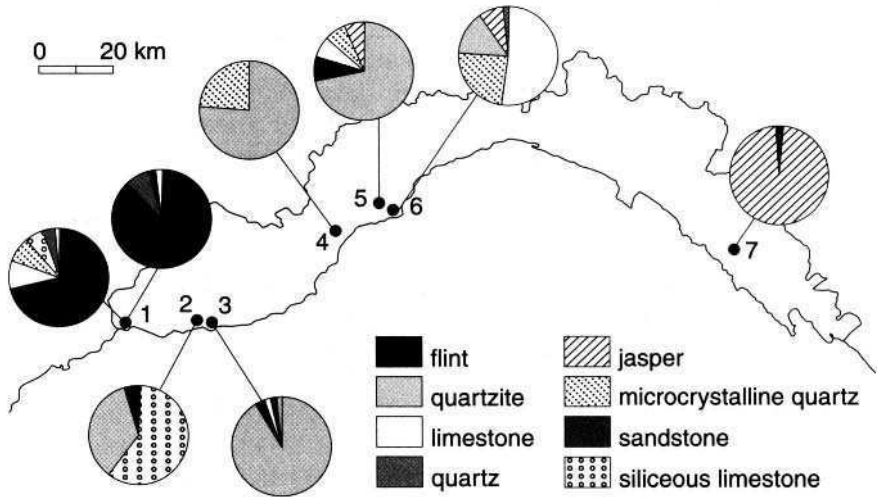 0 20 km
1
2
3
4
5
6
7
flint
quartzite
limestone
quartz
jasper
microcrystalline quartz
sandstone
siliceous limestone